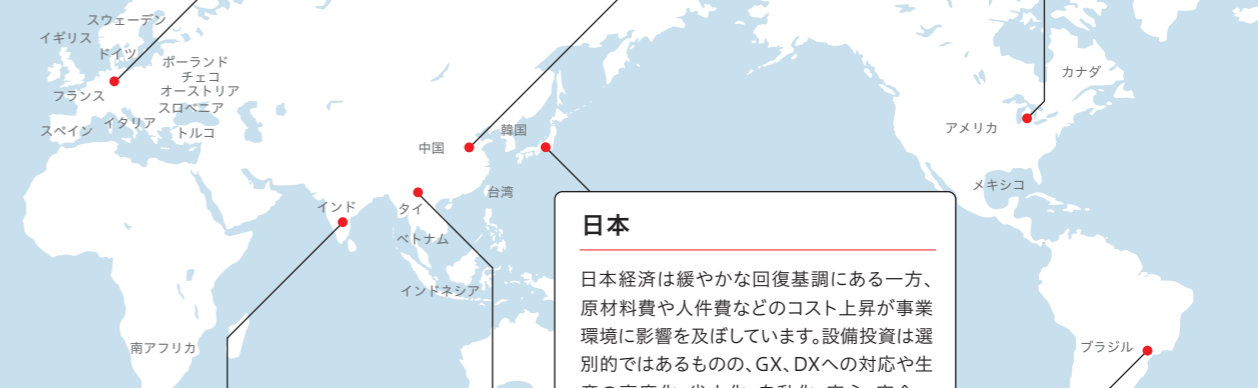 スウェーデン
イギリス
ドイツ
ポーランド
チェコ
オーストリア
スロベニア
フランス
イタリア
スペイン
トルコ
カナダ
アメリカ
メキシコ
韓国
中国
台湾
インド
タイ
ベトナム
インドネシア
南アフリカ
ブラジル
日本
日本経済は緩やかな回復基調にある一方、
原材料費や人件費などのコスト上昇が事業
環境に影響を及ぼしています。設備投資は選
別的ではあるものの、GX、DXへの対応や生